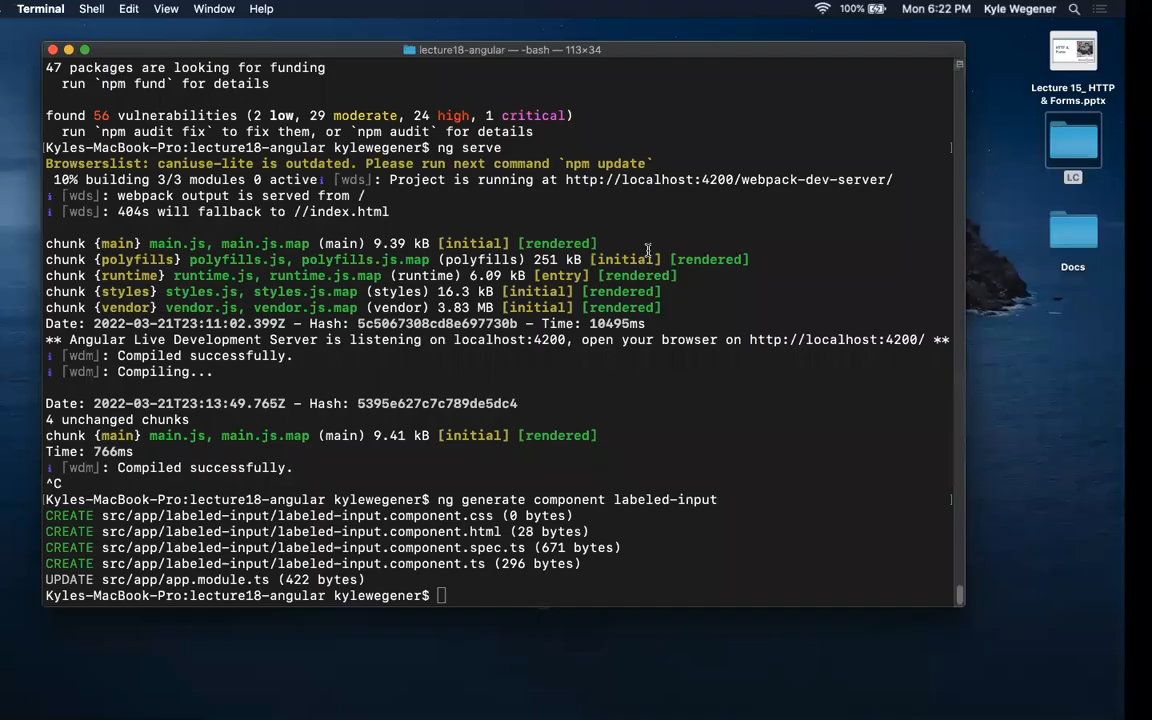 Terminal Shell Edit View Window Help 100% Mon 6:22 PM Kyle Wegener
lecture18-angular — -bash — 113×34
47 packages are looking for funding
run `npm fund` for details
found 56 vulnerabilities (2 low, 29 moderate, 24 high, 1 critical)
run `npm audit fix` to fix them, or `npm audit` for details
[Kyles-MacBook-Pro:lecture18-angular kylewegener$ ng serve ]
Browserslist: caniuse-lite is outdated. Please run next command `npm update`
10% building 3/3 modules 0 activeℹ ｢wds｣: Project is running at http://localhost:4200/webpack-dev-server/
ℹ ｢wds｣: webpack output is served from /
ℹ ｢wds｣: 404s will fallback to //index.html
chunk {main} main.js, main.js.map (main) 9.39 kB [initial] [rendered]
chunk {polyfills} polyfills.js, polyfills.js.map (polyfills) 251 kB [initial] [rendered]
chunk {runtime} runtime.js, runtime.js.map (runtime) 6.09 kB [entry] [rendered]
chunk {styles} styles.js, styles.js.map (styles) 16.3 kB [initial] [rendered]
chunk {vendor} vendor.js, vendor.js.map (vendor) 3.83 MB [initial] [rendered]
Date: 2022-03-21T23:11:02.399Z - Hash: 5c5067308cd8e697730b - Time: 10495ms
** Angular Live Development Server is listening on localhost:4200, open your browser on http://localhost:4200/ **
ℹ ｢wdm｣: Compiled successfully.
ℹ ｢wdm｣: Compiling...
Date: 2022-03-21T23:13:49.765Z - Hash: 5395e627c7c789de5dc4
4 unchanged chunks
chunk {main} main.js, main.js.map (main) 9.41 kB [initial] [rendered]
Time: 766ms
ℹ ｢wdm｣: Compiled successfully.
^C
[Kyles-MacBook-Pro:lecture18-angular kylewegener$ ng generate component labeled-input ]
CREATE src/app/labeled-input/labeled-input.component.css (0 bytes)
CREATE src/app/labeled-input/labeled-input.component.html (28 bytes)
CREATE src/app/labeled-input/labeled-input.component.spec.ts (671 bytes)
CREATE src/app/labeled-input/labeled-input.component.ts (296 bytes)
UPDATE src/app/app.module.ts (422 bytes)
Kyles-MacBook-Pro:lecture18-angular kylewegener$
Lecture 15_ HTTP
& Forms.pptx
LC
Docs